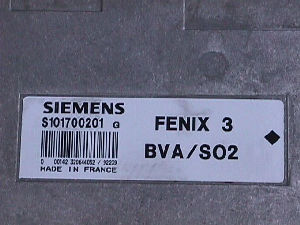 SIEMENS
S101700201 G
FENIX 3
BVA/SO2
MADE IN FRANCE